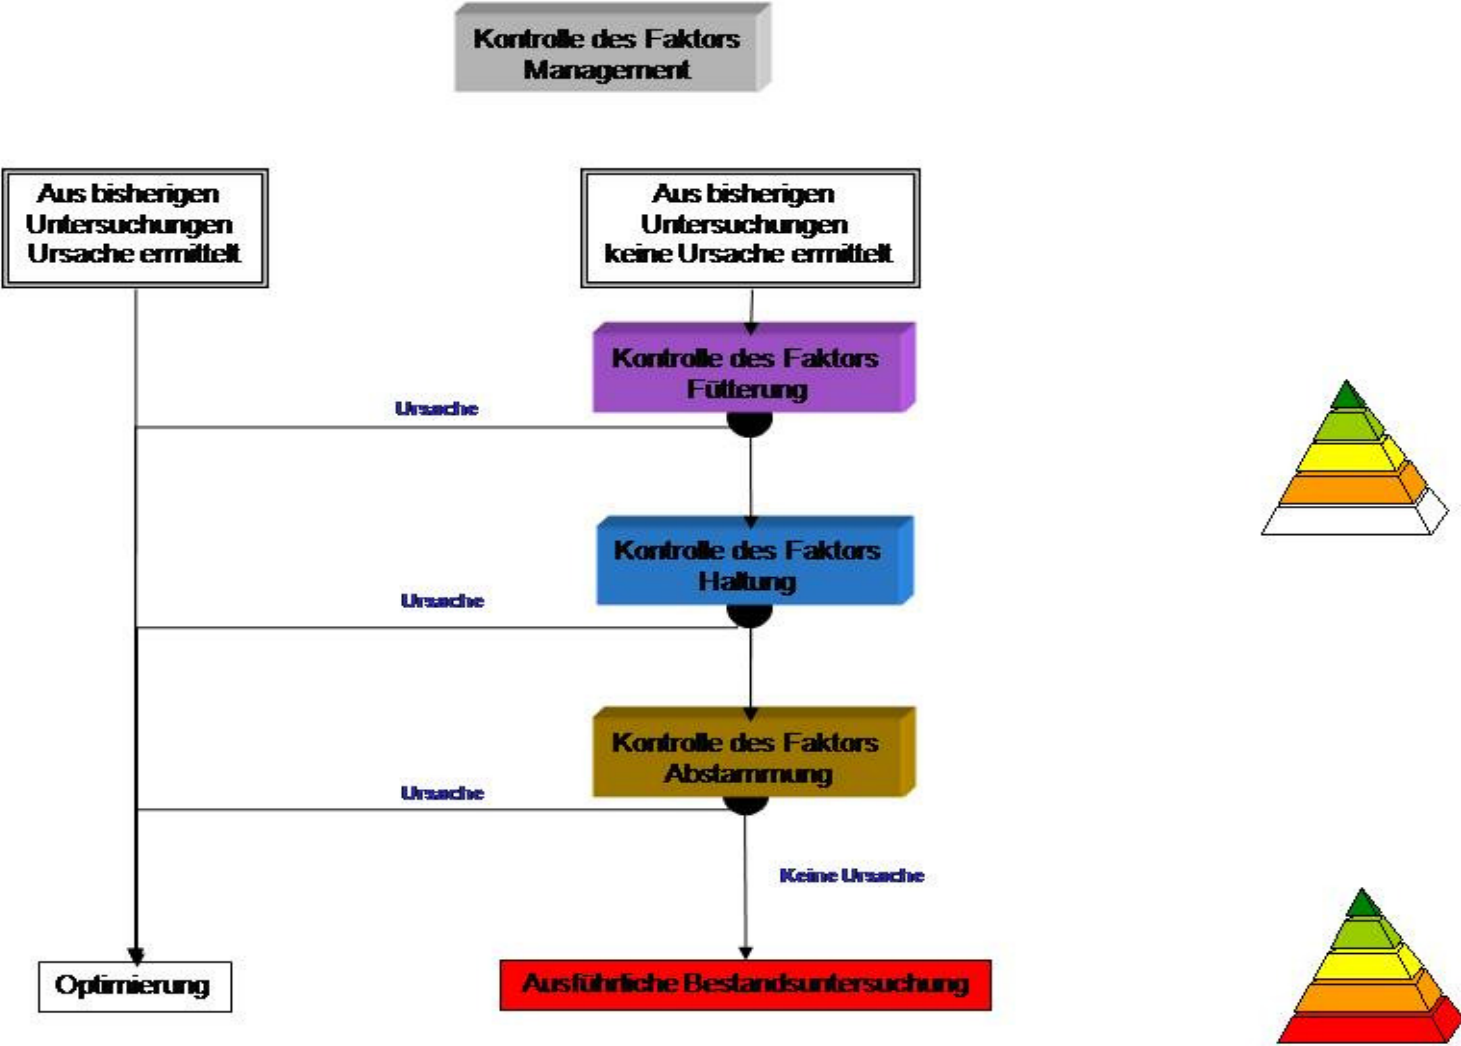 Kontrolle des Faktors
Management
Aus bisherigen
Untersuchungen
Ursache ermittelt
Aus bisherigen
Untersuchungen
keine Ursache ermittelt
Kontrolle des Faktors
Fütterung
Ursache
Kontrolle des Faktors
Haltung
Ursache
Kontrolle des Faktors
Abstammung
Ursache
Keine Ursache
Optimierung
Ausführliche Bestandsuntersuchung